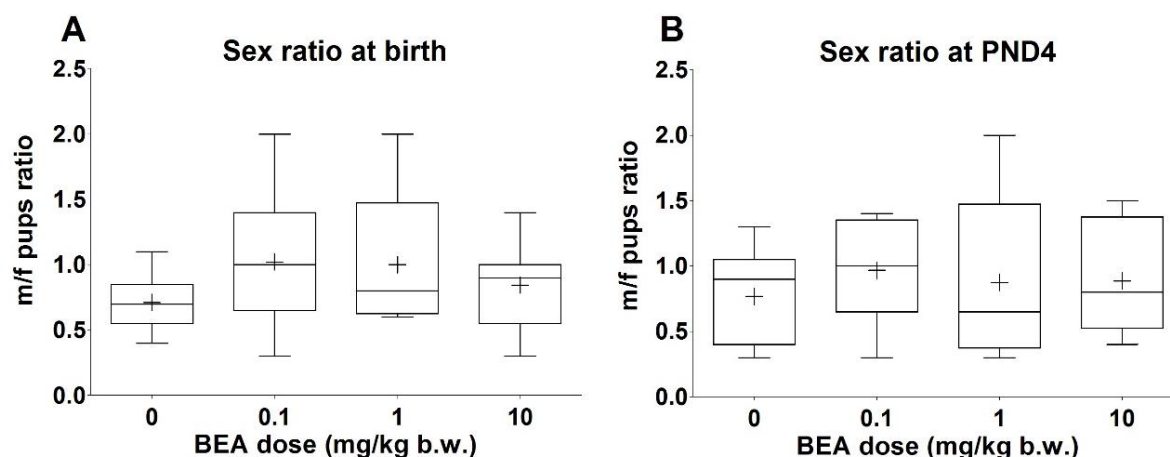 A
Sex ratio at birth
m/f pups ratio
2.5
2.0
1.5
1.0
0.5
0.0
0 0.1 1 10
BEA dose (mg/kg b.w.)
B
Sex ratio at PND4
m/f pups ratio
2.5
2.0
1.5
1.0
0.5
0.0
0 0.1 1 10
BEA dose (mg/kg b.w.)